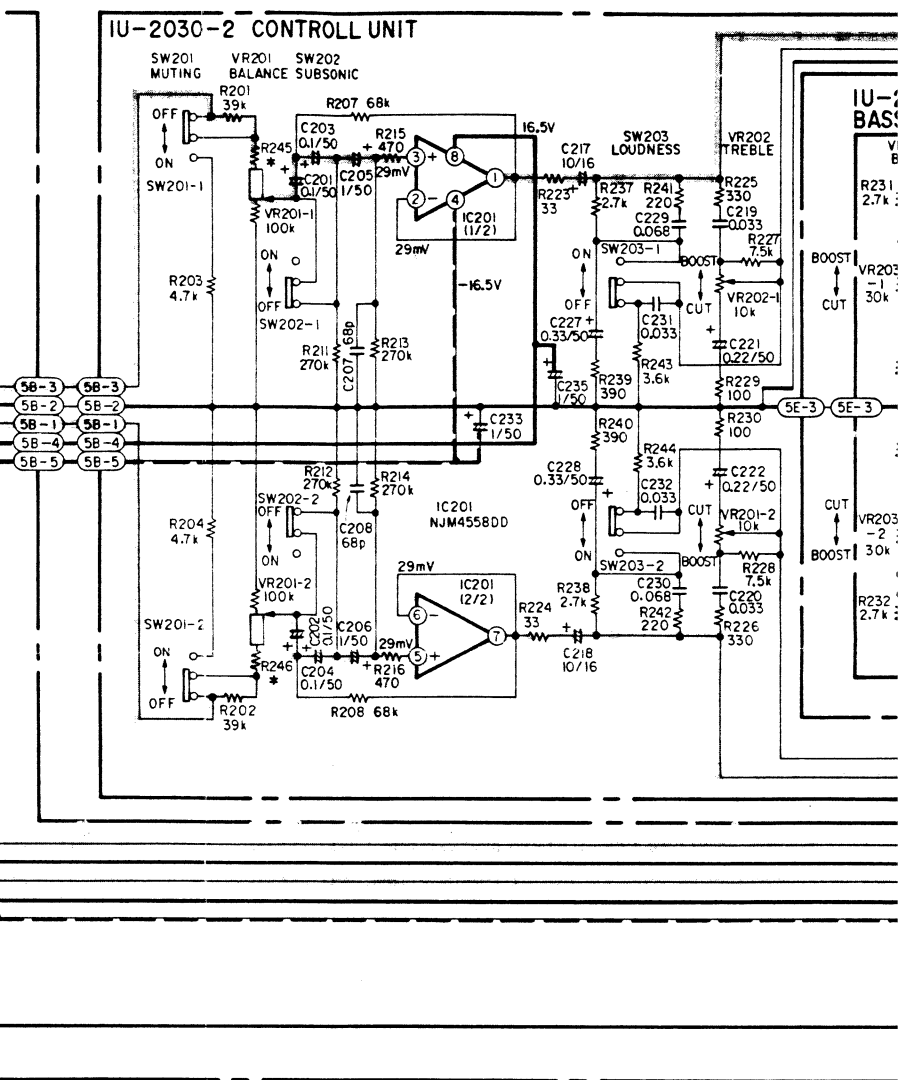 IU-2030-2 CONTROLL UNIT
SW201
MUTING
VR201
BALANCE
SW202
SUBSONIC
R201
39k
OFF
ON
SW201-1
R245
*
C203
0.1/50
C201
0.1/50
C205
1/50
R207 68k
R215
470
29mV
3
+
8
2
-
4
1
IC201
(1/2)
29mV
16.5V
-16.5V
VR201-1
100k
ON
OFF
SW202-1
R203
4.7k
R211
270k
C207 68p
R213
270k
C217
10/16
R223
33
SW203
LOUDNESS
R237
2.7k
R241
220
C229
0.068
SW203-1
ON
OFF
C227
0.33/50
C231
0.033
R243
3.6k
R239
390
C235
1/50
VR202
TREBLE
R225
330
C219
0.033
R227
7.5k
BOOST
CUT
VR202-1
10k
C221
0.22/50
R229
100
IU-2
BASS
R231
2.7k
BOOST
CUT
VR203
-1
30k
5B-3 5B-3
5B-2 5B-2
5B-1 5B-1
5B-4 5B-4
5B-5 5B-5
5E-3 5E-3
C233
1/50
R240
390
R230
100
R212
270k
R214
270k
C208
68p
IC201
NJM4558DD
C228
0.33/50
R244
3.6k
C232
0.033
C222
0.22/50
SW202-2
OFF
ON
OFF
ON
SW203-2
CUT
BOOST
VR201-2
10k
R228
7.5k
CUT
BOOST
VR203
-2
30k
R204
4.7k
VR201-2
100k
SW201-2
ON
OFF
R246
*
R202
39k
C202
0.1/50
C206
1/50
C204
0.1/50
29mV
R216
470
R208 68k
29mV
IC201
(2/2)
6
-
5
+
7
R224
33
C218
10/16
R238
2.7k
C230
0.068
R242
220
C220
0.033
R226
330
R232
2.7k